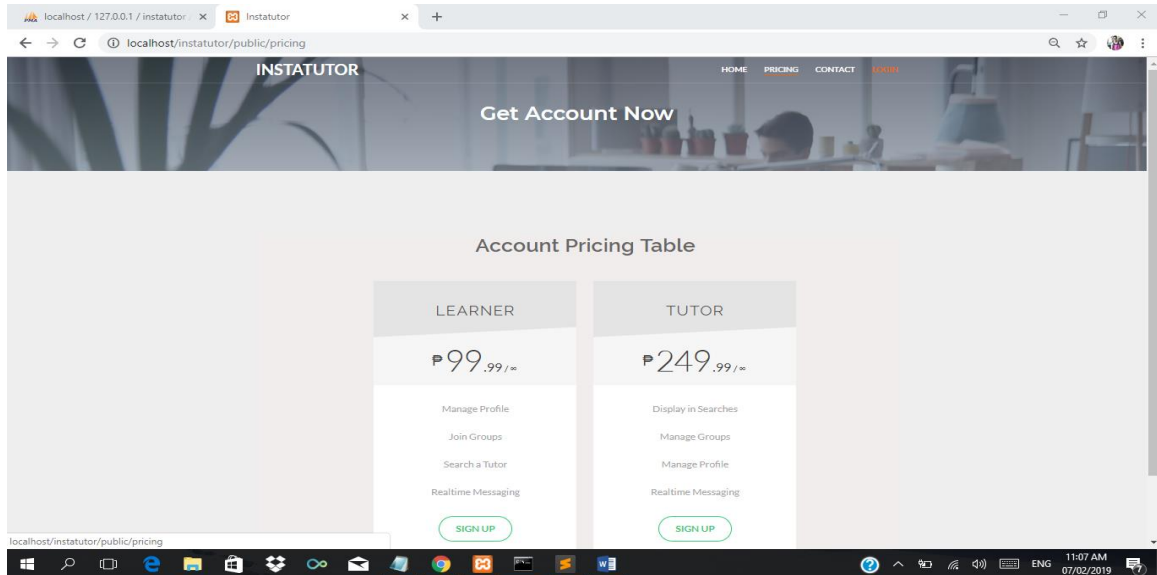 localhost / 127.0.0.1 / instatutor
Instatutor
localhost/instatutor/public/pricing
INSTATUTOR
HOME PRICING CONTACT LOGIN
Get Account Now
Account Pricing Table
LEARNER
₱99.99/∞
Manage Profile
Join Groups
Search a Tutor
Realtime Messaging
SIGN UP
TUTOR
₱249.99/∞
Display in Searches
Manage Groups
Manage Profile
Realtime Messaging
SIGN UP
localhost/instatutor/public/pricing
ENG
11:07 AM
07/02/2019